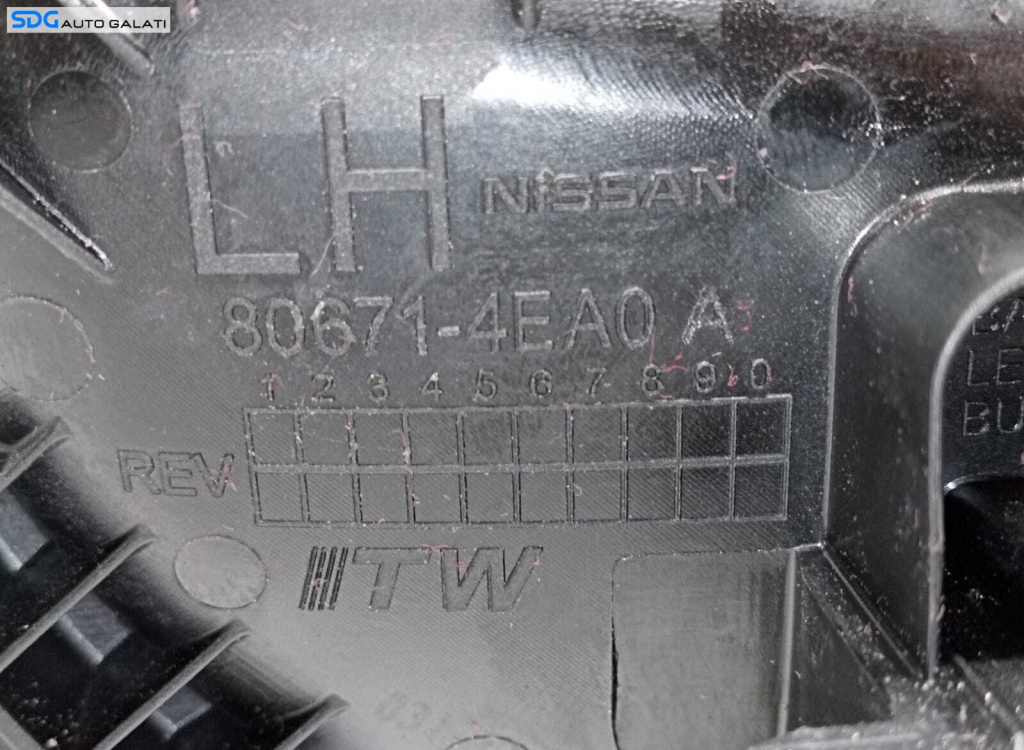 SDG AUTO GALATI
LH NISSAN
80671-4EA0 A
1 2 3 4 5 6 7 8 9 0
REV
ITW